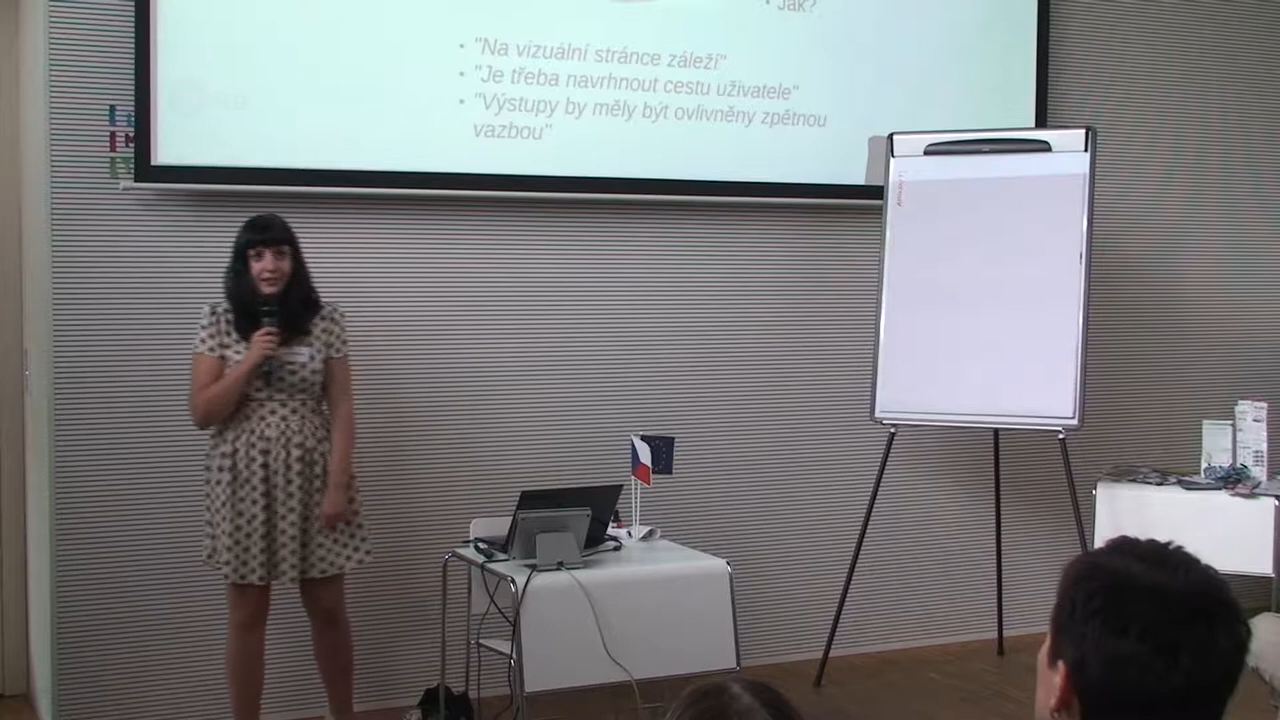 • Jak?
• "Na vizuální stránce záleží"
• "Je třeba navrhnout cestu uživatele"
• "Výstupy by měly být ovlivněny zpětnou
vazbou"